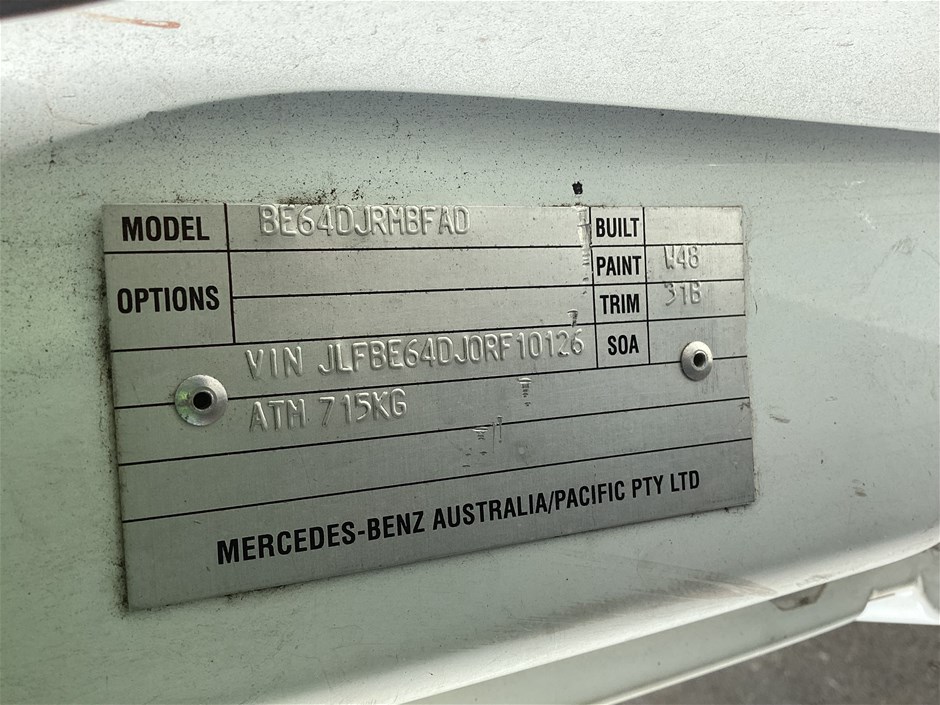 MODEL BE64DJRMBFAD BUILT
PAINT W48
OPTIONS TRIM 31B
VIN JLFBE64DJ0RF10126 SOA
ATM 715KG
MERCEDES-BENZ AUSTRALIA/PACIFIC PTY LTD